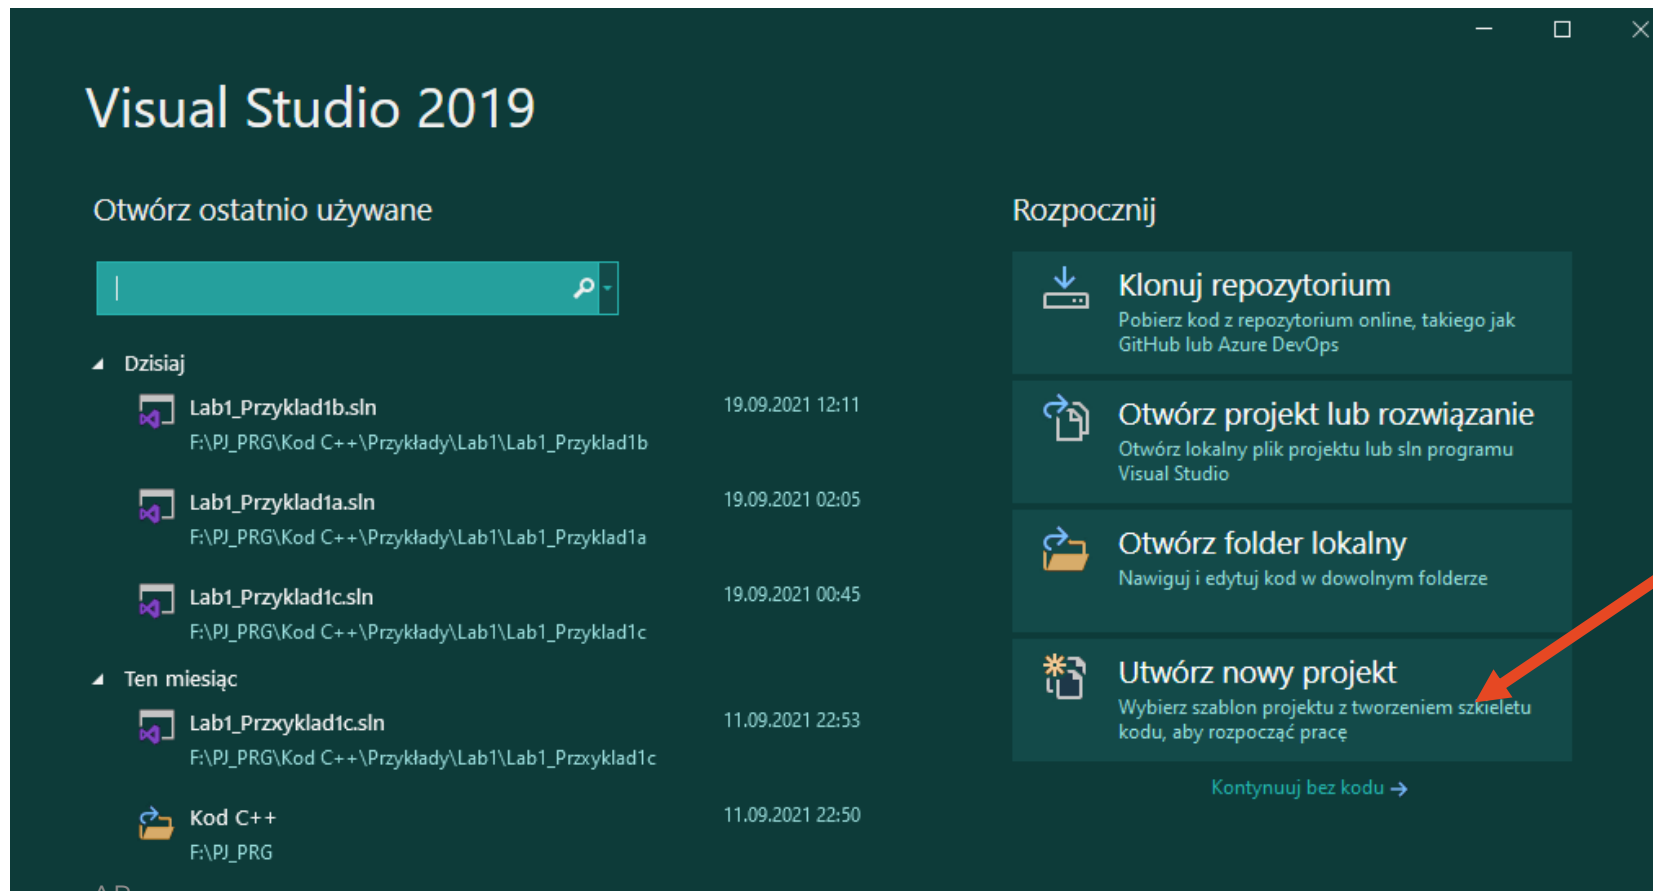 Visual Studio 2019
Otwórz ostatnio używane
Dzisiaj
Lab1_Przyklad1b.sln 19.09.2021 12:11
F:\PJ_PRG\Kod C++\Przykłady\Lab1\Lab1_Przyklad1b
Lab1_Przyklad1a.sln 19.09.2021 02:05
F:\PJ_PRG\Kod C++\Przykłady\Lab1\Lab1_Przyklad1a
Lab1_Przyklad1c.sln 19.09.2021 00:45
F:\PJ_PRG\Kod C++\Przykłady\Lab1\Lab1_Przyklad1c
Ten miesiąc
Lab1_Przxyklad1c.sln 11.09.2021 22:53
F:\PJ_PRG\Kod C++\Przykłady\Lab1\Lab1_Przxyklad1c
Kod C++ 11.09.2021 22:50
F:\PJ_PRG
Rozpocznij
Klonuj repozytorium
Pobierz kod z repozytorium online, takiego jak
GitHub lub Azure DevOps
Otwórz projekt lub rozwiązanie
Otwórz lokalny plik projektu lub sln programu
Visual Studio
Otwórz folder lokalny
Nawiguj i edytuj kod w dowolnym folderze
Utwórz nowy projekt
Wybierz szablon projektu z tworzeniem szkieletu
kodu, aby rozpocząć pracę
Kontynuuj bez kodu →